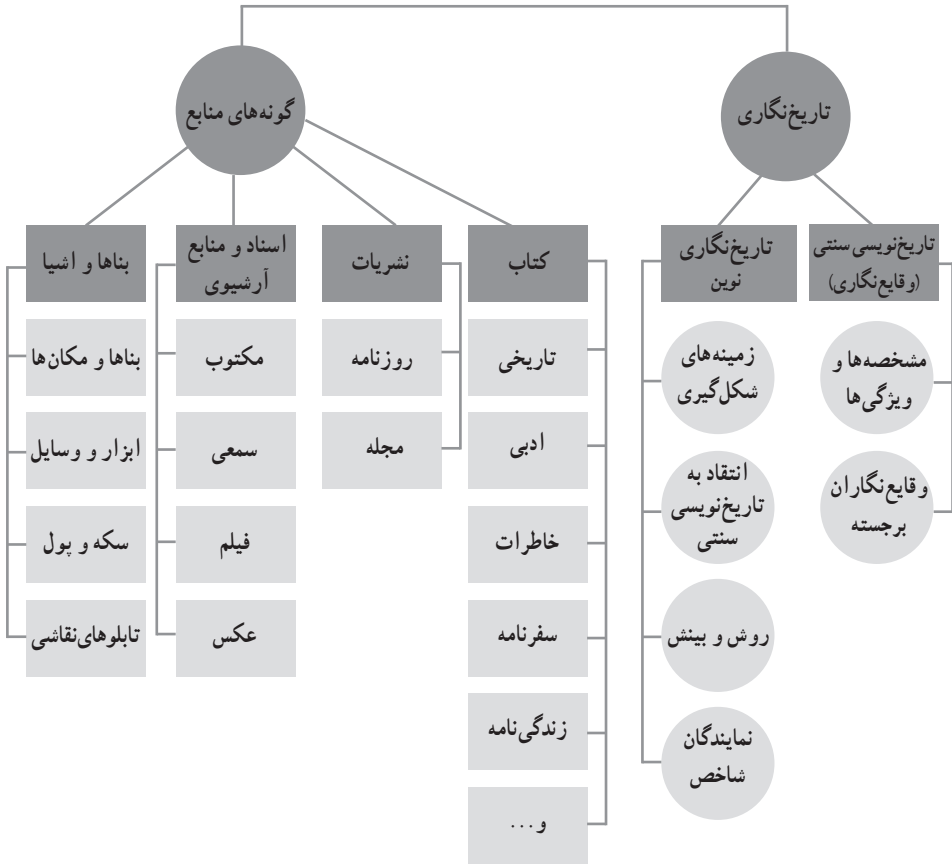 تاریخ‌نگاری
تاریخ‌نویسی سنتی
(وقایع‌نگاری)
مشخصه‌ها و
ویژگی‌ها
وقایع‌نگاران
برجسته
تاریخ‌نگاری
نوین
زمینه‌های
شکل‌گیری
انتقاد به
تاریخ‌نویسی
سنتی
روش و بینش
نمایندگان
شاخص
گونه‌های منابع
کتاب
تاریخی
ادبی
خاطرات
سفرنامه
زندگی‌نامه
و...
نشریات
روزنامه
مجله
اسناد و منابع
آرشیوی
مکتوب
سمعی
فیلم
عکس
بناها و اشیا
بناها و مکان‌ها
ابزار و وسایل
سکه و پول
تابلوهای‌نقاشی